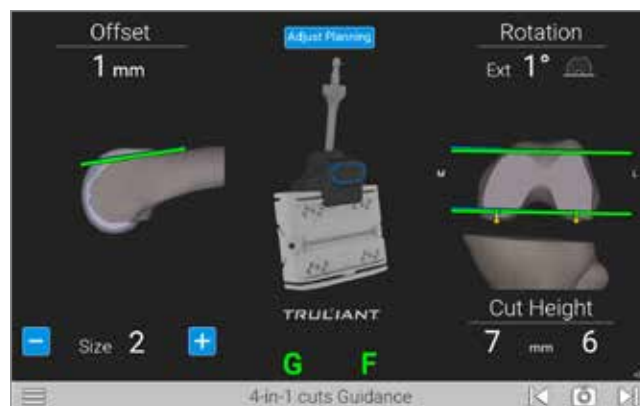 Offset
1 mm
Adjust Planning
Rotation
Ext 1°
M
L
TRULIANT
Size 2
G F
Cut Height
7 mm 6
4-in-1 cuts Guidance